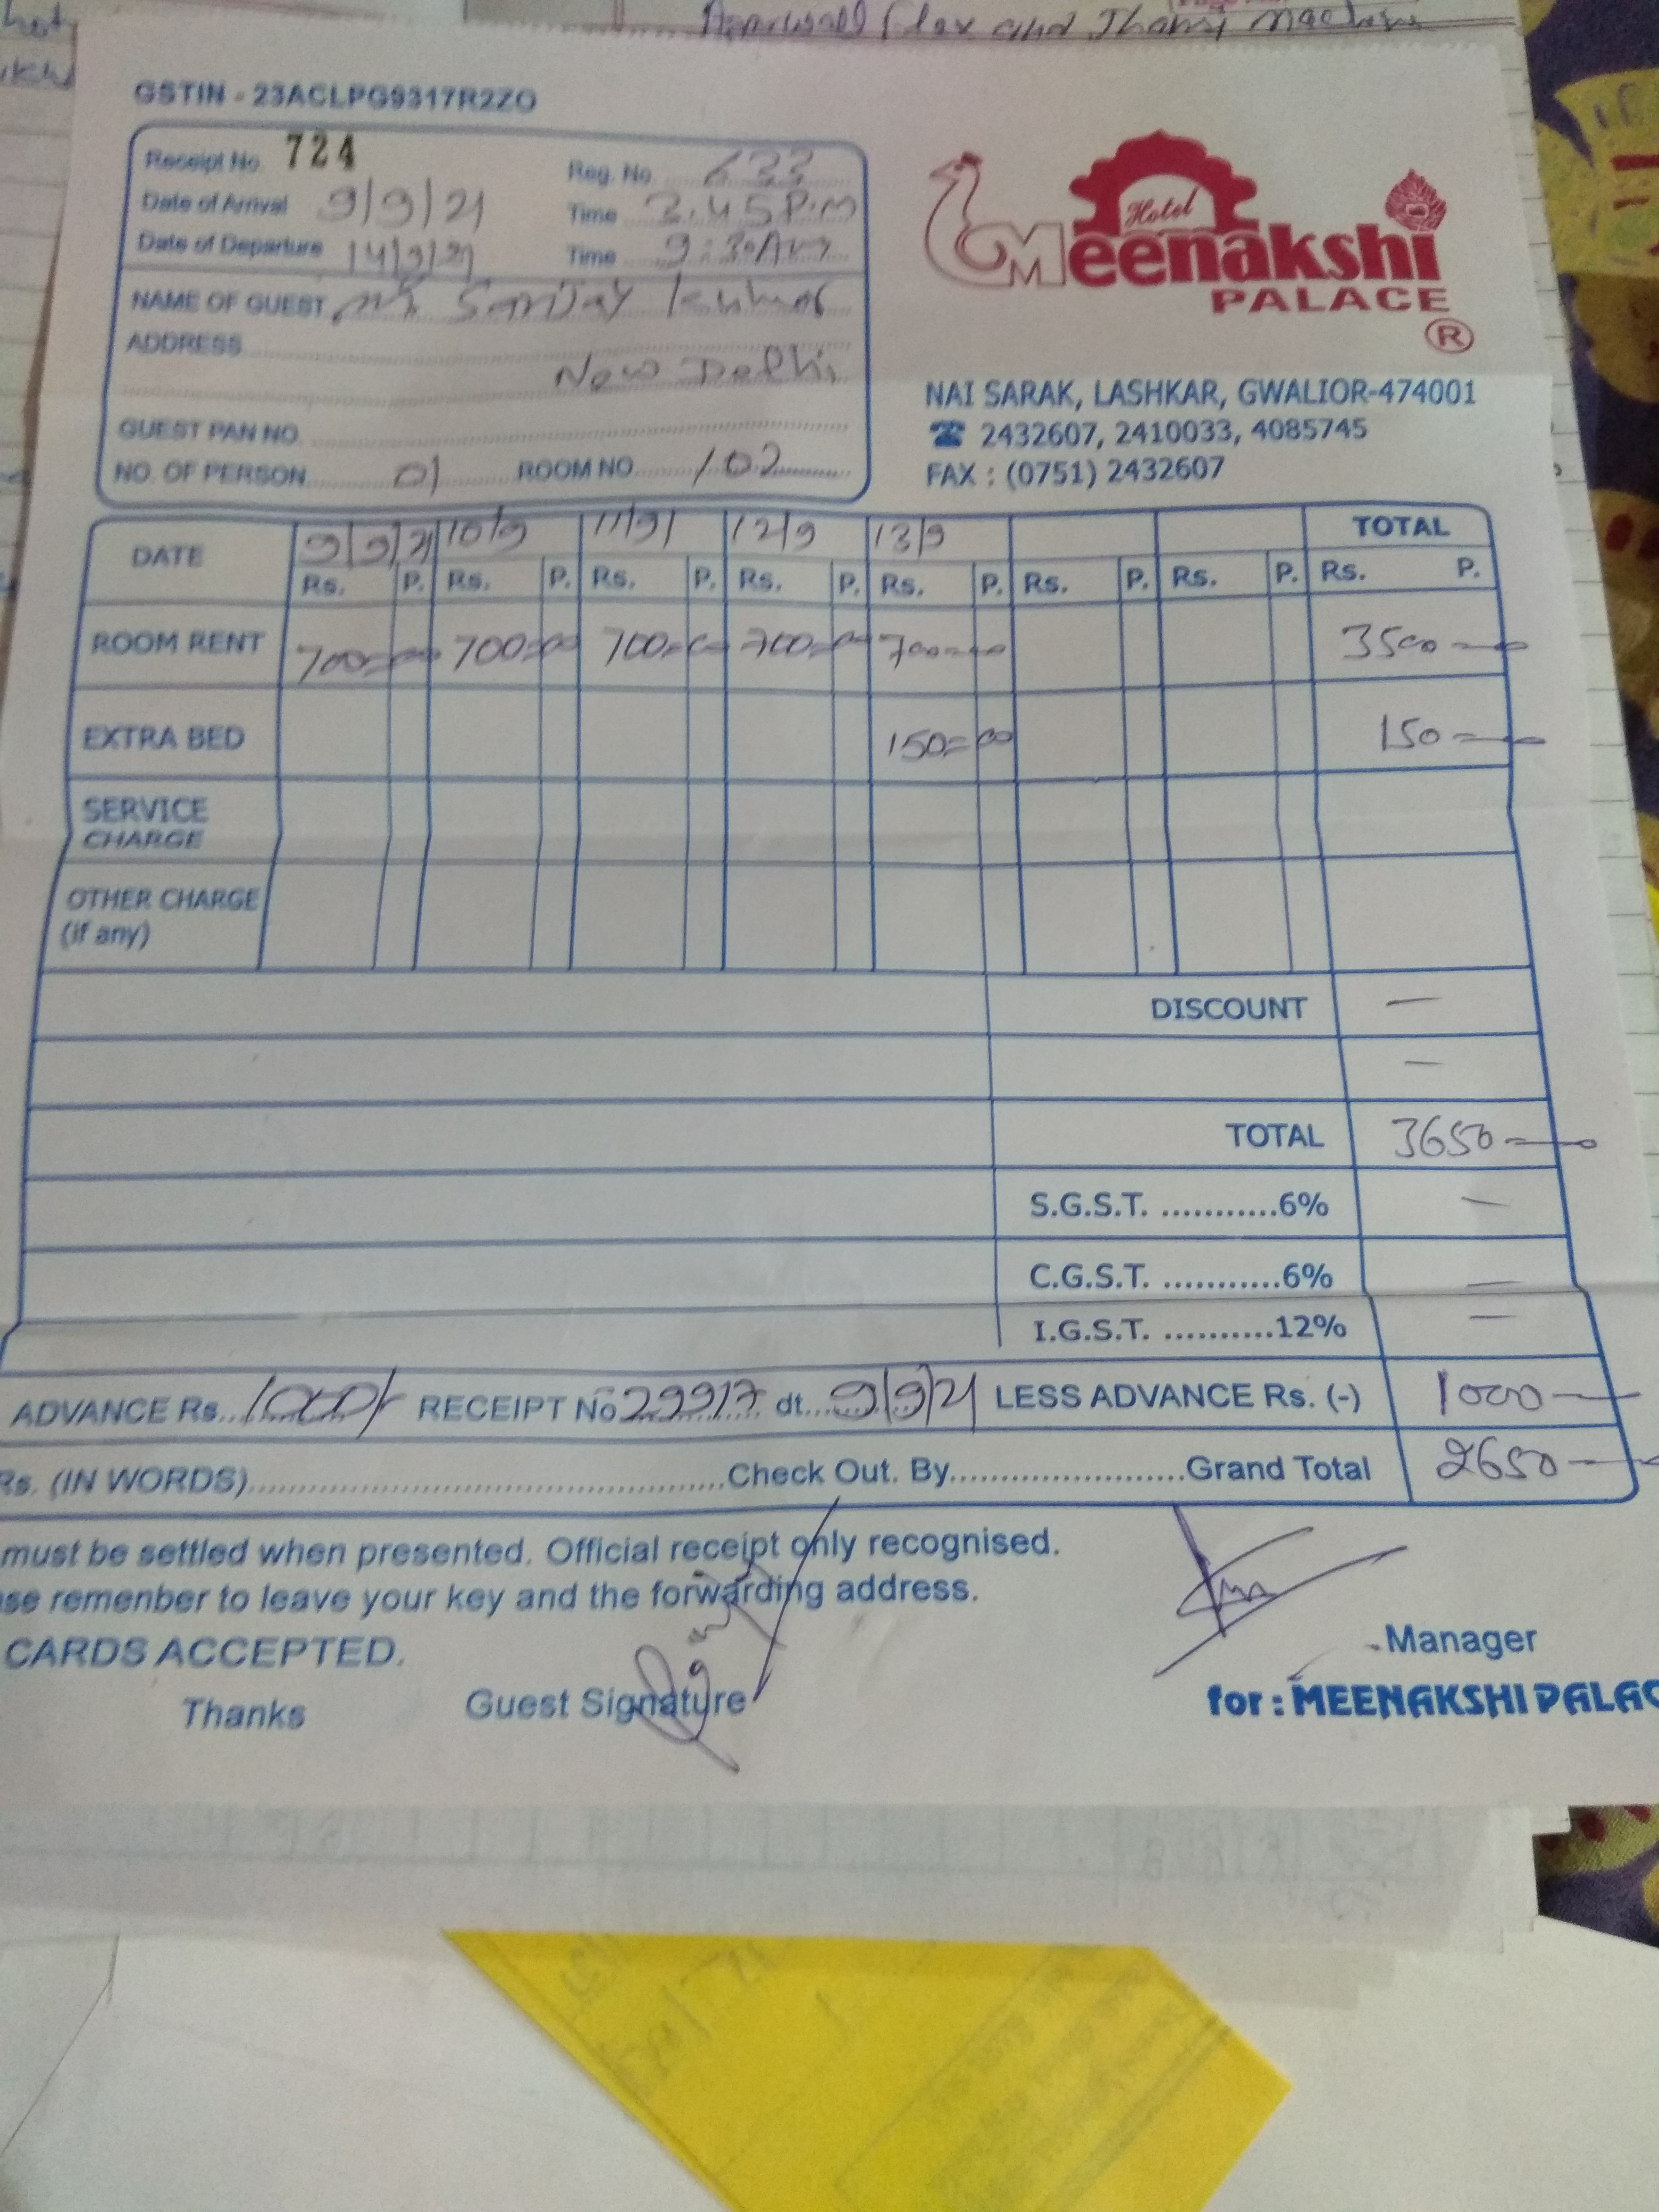 Agarwall Flex and
GSTIN - 23ACLPG9317R2ZO
Receipt No. 724 Reg. No 633
Date of Arrival 9/9/21 Time 3.45 P.M
Date of Departure 14/9/21 Time 9:30 AM
NAME OF GUEST Mr. Sanjay Kumar
ADDRESS
New Delhi
GUEST PAN NO.
NO. OF PERSON 01 ROOM NO. 102
Hotel
Meenakshi
PALACE
®
NAI SARAK, LASHKAR, GWALIOR-474001
☎ 2432607, 2410033, 4085745
FAX : (0751) 2432607
DATE 9/9/21 10/9 11/9/ 12/9 13/9 TOTAL
Rs. P. Rs. P. Rs. P. Rs. P. Rs. P. Rs. P. Rs. P. Rs. P.
ROOM RENT 700=00 700=00 700=00 700=00 700=00 3500
EXTRA BED 150=00 150
SERVICE
CHARGE
OTHER CHARGE
(if any)
DISCOUNT —
—
TOTAL 3650
S.G.S.T. ...........6% —
C.G.S.T. ...........6% —
I.G.S.T. ..........12% —
ADVANCE Rs. 1000/- RECEIPT No 29917 dt. 9/9/21 LESS ADVANCE Rs. (-) 1000
Rs. (IN WORDS) Check Out. By Grand Total 2650
must be settled when presented. Official receipt only recognised.
se remenber to leave your key and the forwarding address.
CARDS ACCEPTED.
Thanks Guest Signature
Manager
for : MEENAKSHI PALAC